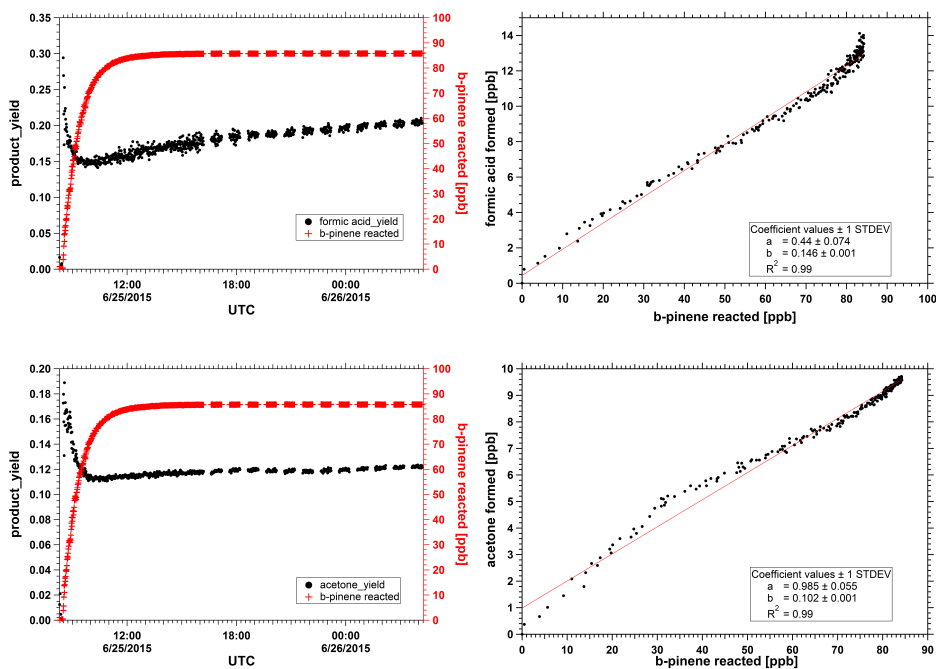 0.35
0.30
0.25
0.20
0.15
0.10
0.05
0.00
product_yield
100
90
80
70
60
50
40
30
20
10
0
b-pinene reacted
[ppb]
formic acid_yield
b-pinene reacted
12:00
6/25/2015
18:00
00:00
6/26/2015
UTC
14
12
10
8
6
4
2
0
formic acid formed [ppb]
Coefficient values ± 1 STDEV
a = 0.44 ± 0.074
b = 0.146 ± 0.001
R2 = 0.99
0 10 20 30 40 50 60 70 80 90 100
b-pinene reacted [ppb]
0.20
0.18
0.16
0.14
0.12
0.10
0.08
0.06
0.04
0.02
0.00
product_yield
100
90
80
70
60
50
40
30
20
10
0
b-pinene reacted
[ppb]
acetone_yield
b-pinene reacted
12:00
6/25/2015
18:00
00:00
6/26/2015
UTC
10
9
8
7
6
5
4
3
2
1
0
acetone formed [ppb]
Coefficient values ± 1 STDEV
a = 0.985 ± 0.055
b = 0.102 ± 0.001
R2 = 0.99
0 10 20 30 40 50 60 70 80 90
b-pinene reacted [ppb]